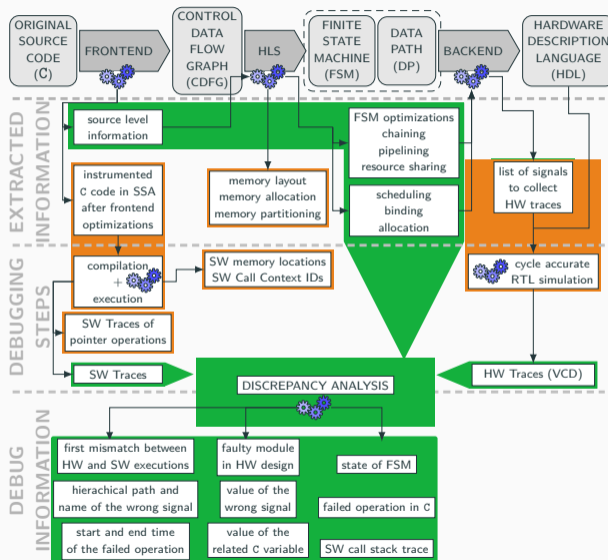 ORIGINAL
SOURCE
CODE (C)
FRONTEND
CONTROL
DATA
FLOW
GRAPH
(CDFG)
HLS
FINITE
STATE
MACHINE
(FSM)
DATA
PATH
(DP)
BACKEND
HARDWARE
DESCRIPTION
LANGUAGE
(HDL)
EXTRACTED
INFORMATION
source level
information
FSM optimizations
chaining
pipelining
resource sharing
instrumented
C code in SSA
after frontend
optimizations
memory layout
memory allocation
memory partitioning
scheduling
binding
allocation
list of signals
to collect
HW traces
DEBUGGING
STEPS
compilation
+
execution
SW memory locations
SW Call Context IDs
cycle accurate
RTL simulation
SW Traces of
pointer operations
SW Traces
HW Traces (VCD)
DISCREPANCY ANALYSIS
DEBUG
INFORMATION
first mismatch between
HW and SW executions
faulty module
in HW design
state of FSM
hierachical path and
name of the wrong signal
value of the
wrong signal
failed operation in C
start and end time
of the failed operation
value of the
related C variable
SW call stack trace